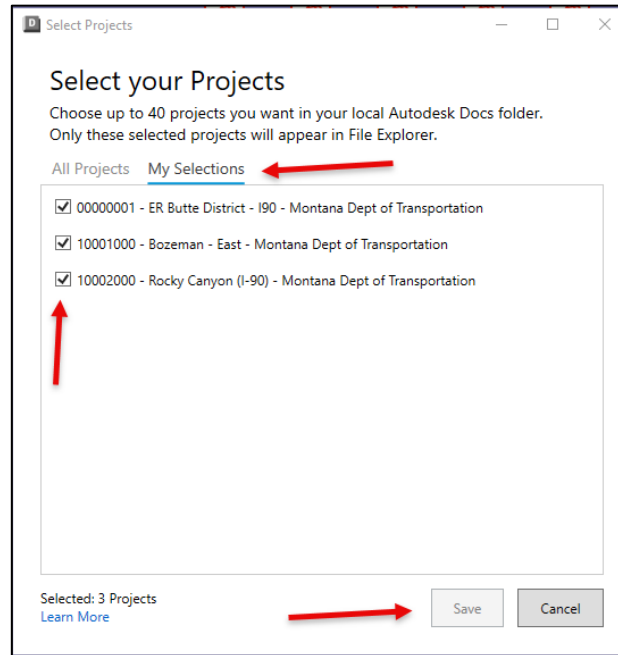 D Select Projects
Select your Projects
Choose up to 40 projects you want in your local Autodesk Docs folder.
Only these selected projects will appear in File Explorer.
All Projects My Selections
00000001 - ER Butte District - I90 - Montana Dept of Transportation
10001000 - Bozeman - East - Montana Dept of Transportation
10002000 - Rocky Canyon (I-90) - Montana Dept of Transportation
Selected: 3 Projects
Learn More
Save Cancel